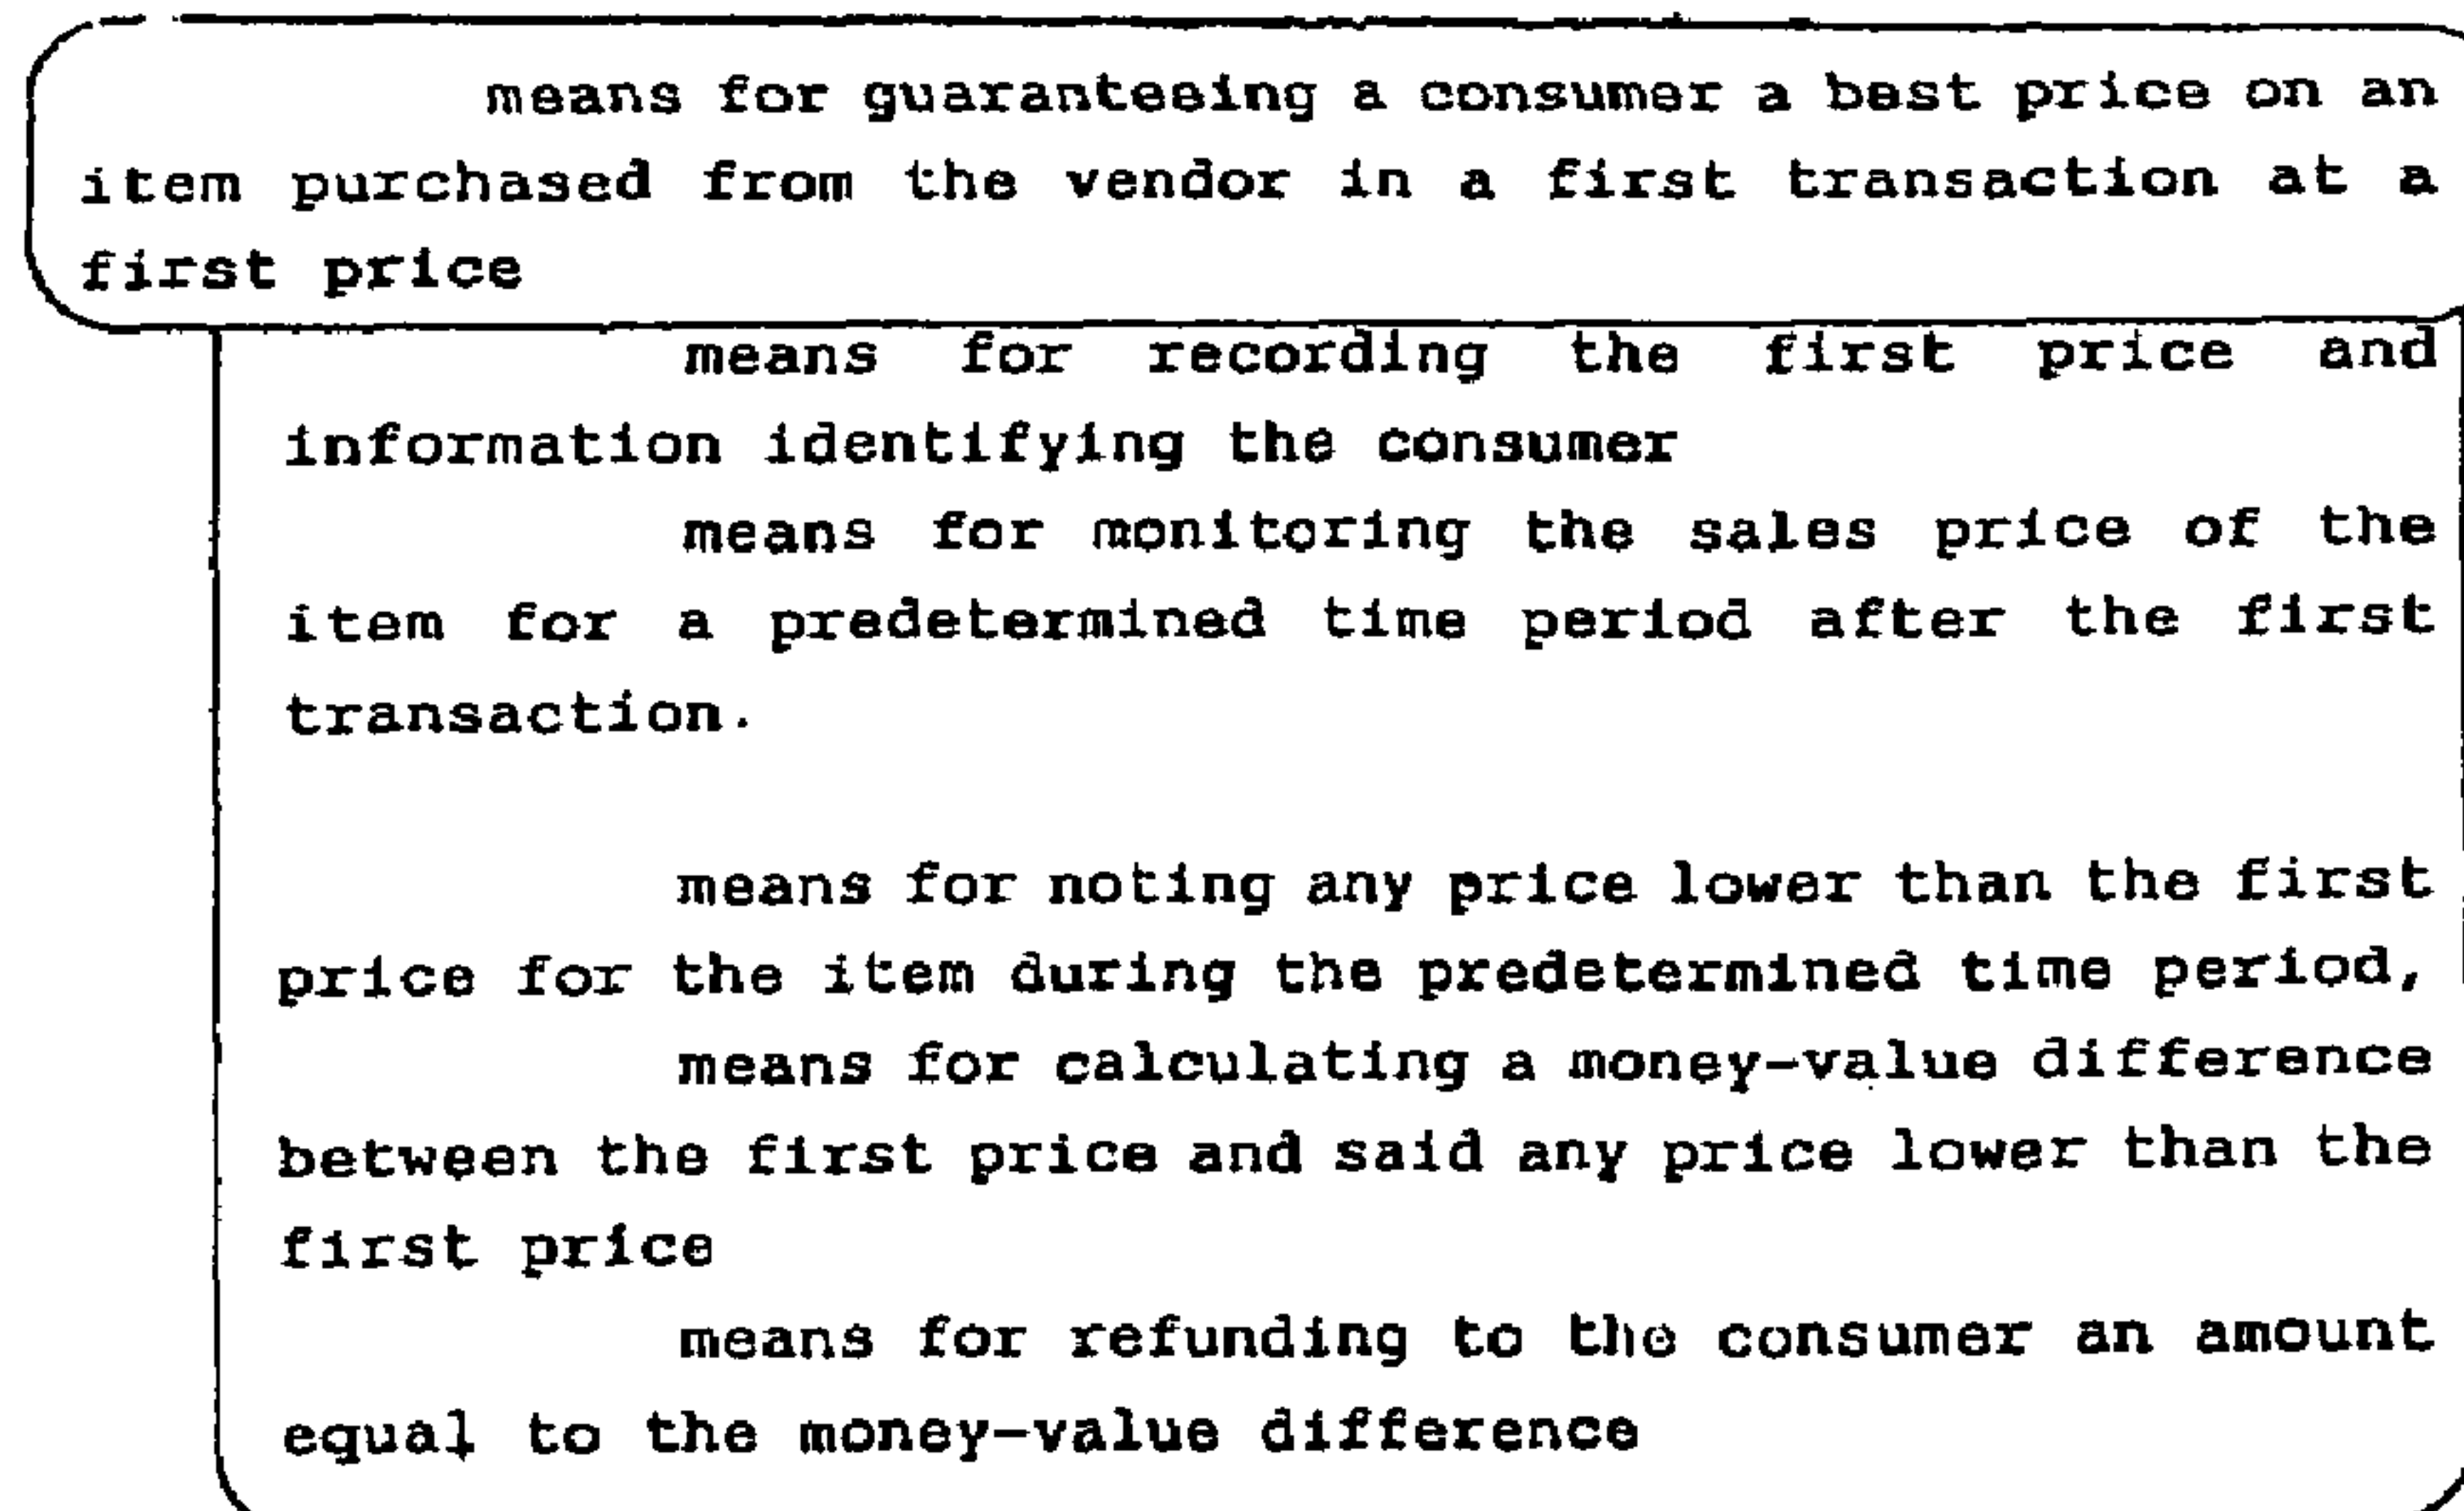 means for guaranteeing a consumer a best price on an
item purchased from the vendor in a first transaction at a
first price
means for recording the first price and
information identifying the consumer
means for monitoring the sales price of the
item for a predetermined time period after the first
transaction.
means for noting any price lower than the first
price for the item during the predetermined time period,
means for calculating a money-value difference
between the first price and said any price lower than the
first price
means for refunding to the consumer an amount
equal to the money-value difference